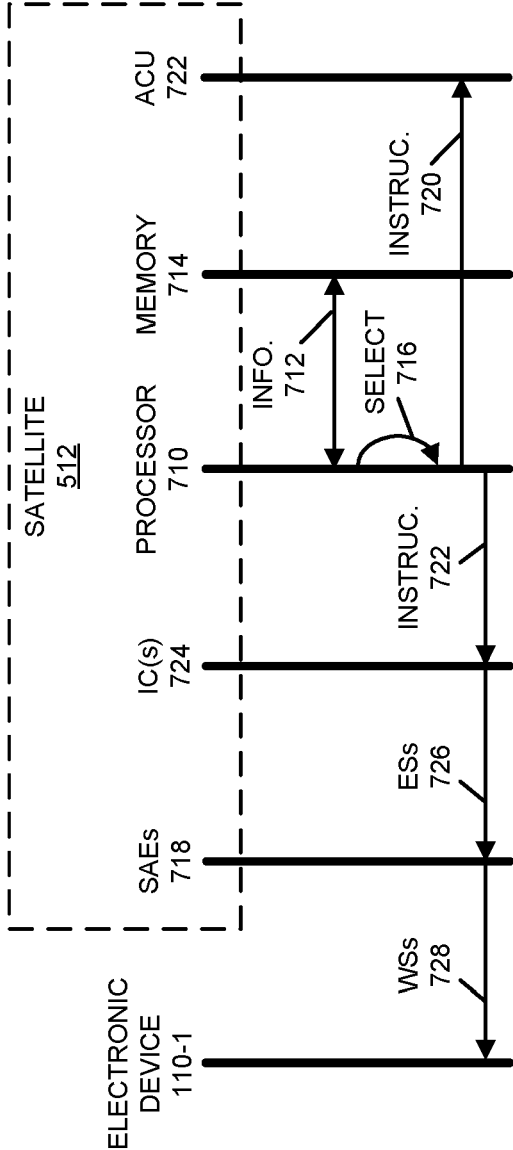 SATELLITE
512
ELECTRONIC
DEVICE
110-1
SAEs
718
IC(s)
724
PROCESSOR
710
MEMORY
714
ACU
722
INFO.
712
SELECT
716
INSTRUC.
720
INSTRUC.
722
ESs
726
WSs
728